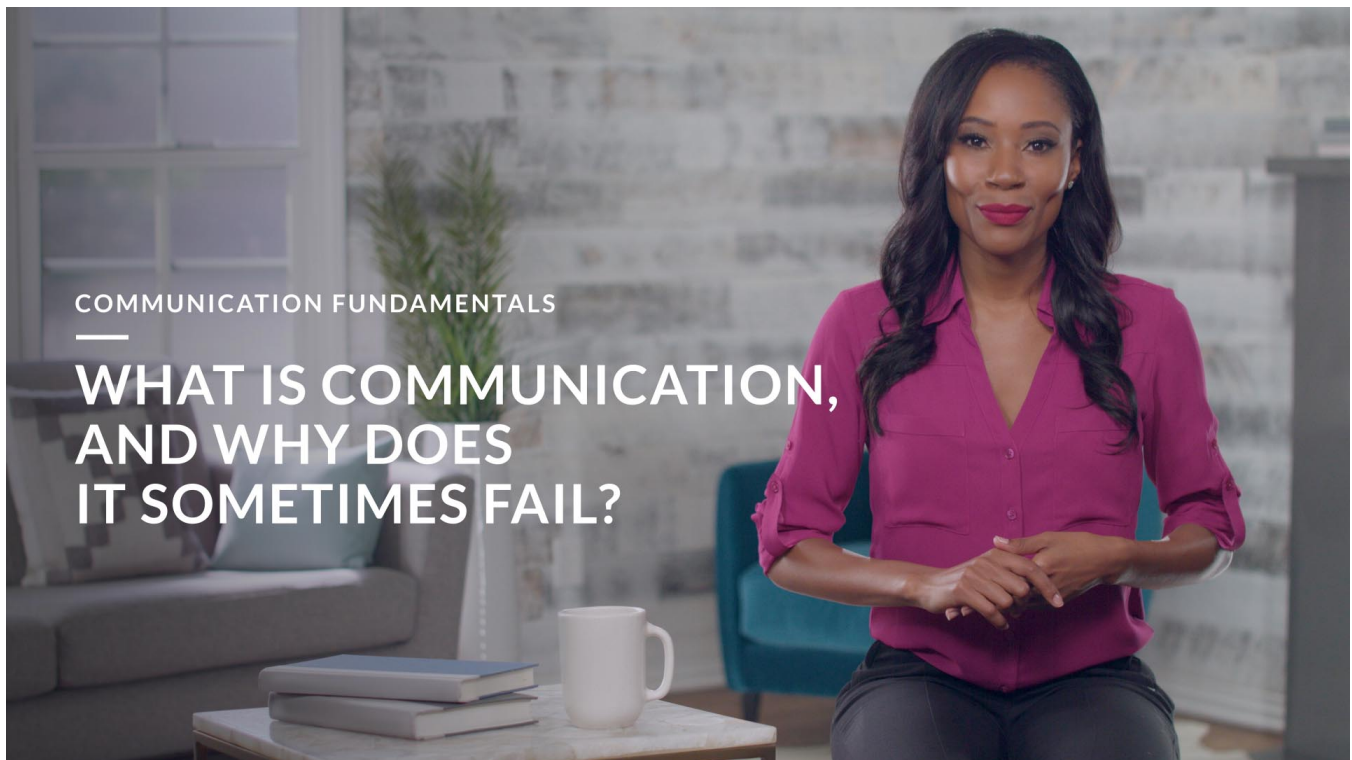 COMMUNICATION FUNDAMENTALS
WHAT IS COMMUNICATION,
AND WHY DOES
IT SOMETIMES FAIL?